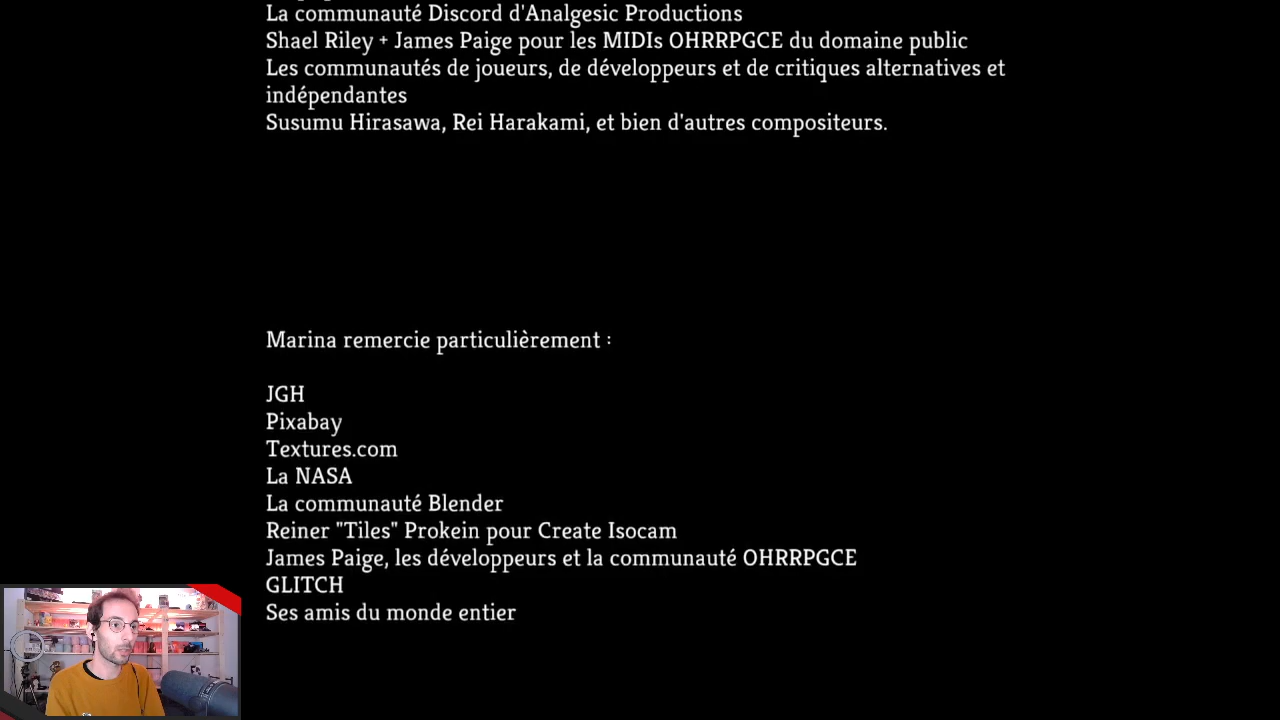 La communauté Discord d'Analgesic Productions
Shael Riley + James Paige pour les MIDIs OHRRPGCE du domaine public
Les communautés de joueurs, de développeurs et de critiques alternatives et
indépendantes
Susumu Hirasawa, Rei Harakami, et bien d'autres compositeurs.
Marina remercie particulièrement :
JGH
Pixabay
Textures.com
La NASA
La communauté Blender
Reiner "Tiles" Prokein pour Create Isocam
James Paige, les développeurs et la communauté OHRRPGCE
GLITCH
Ses amis du monde entier